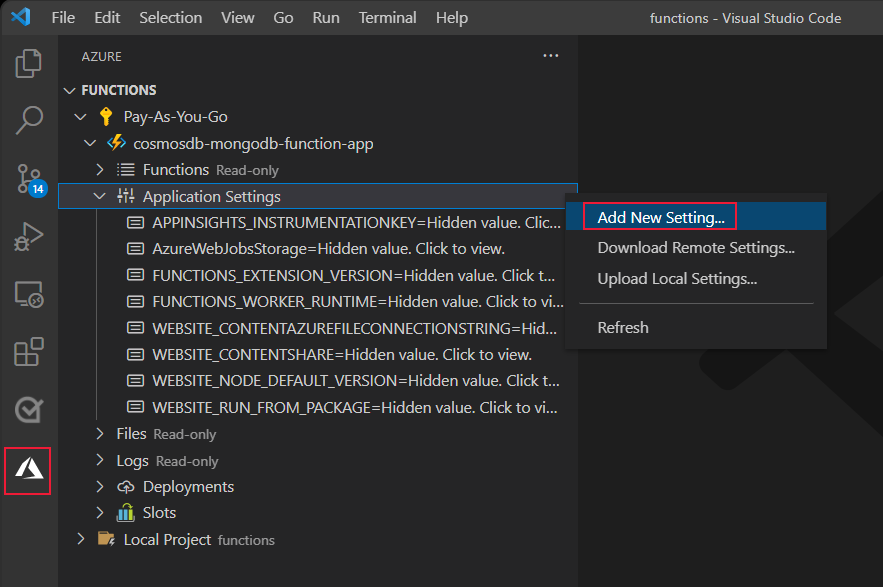 File Edit Selection View Go Run Terminal Help functions - Visual Studio Code
AZURE ...
FUNCTIONS
Pay-As-You-Go
cosmosdb-mongodb-function-app
Functions Read-only
14
Application Settings
APPINSIGHTS_INSTRUMENTATIONKEY=Hidden value. Clic...
AzureWebJobsStorage=Hidden value. Click to view.
FUNCTIONS_EXTENSION_VERSION=Hidden value. Click t...
FUNCTIONS_WORKER_RUNTIME=Hidden value. Click to vi...
WEBSITE_CONTENTAZUREFILECONNECTIONSTRING=Hid...
WEBSITE_CONTENTSHARE=Hidden value. Click to view.
WEBSITE_NODE_DEFAULT_VERSION=Hidden value. Click t...
WEBSITE_RUN_FROM_PACKAGE=Hidden value. Click to vi...
Files Read-only
Logs Read-only
Deployments
Slots
Local Project functions
Add New Setting...
Download Remote Settings...
Upload Local Settings...
Refresh